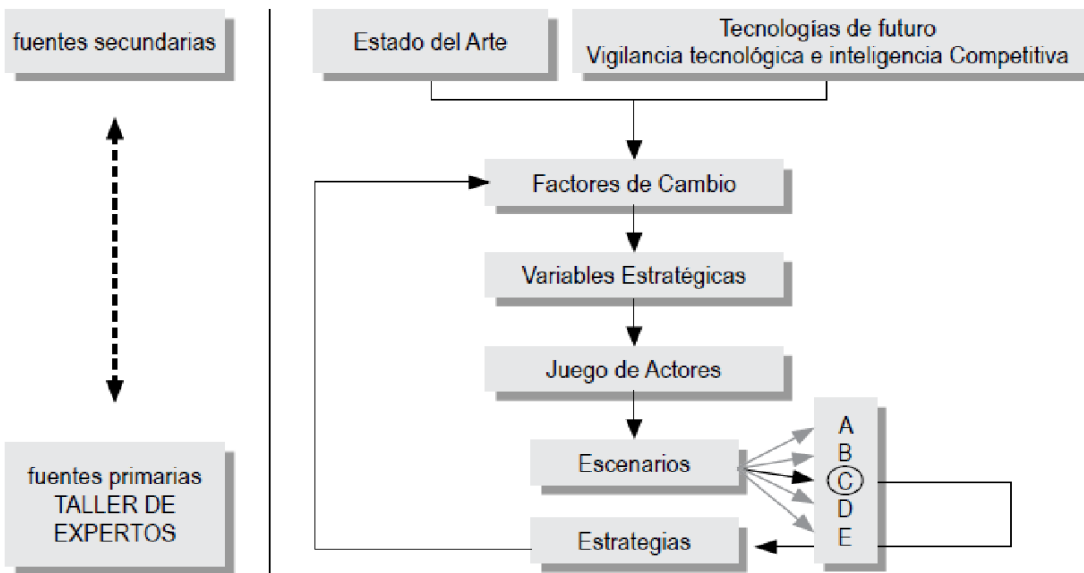 fuentes secundarias
Estado del Arte
Tecnologías de futuro
Vigilancia tecnológica e inteligencia Competitiva
Factores de Cambio
Variables Estratégicas
Juego de Actores
Escenarios
A
B
C
D
E
Estrategias
fuentes primarias
TALLER DE
EXPERTOS